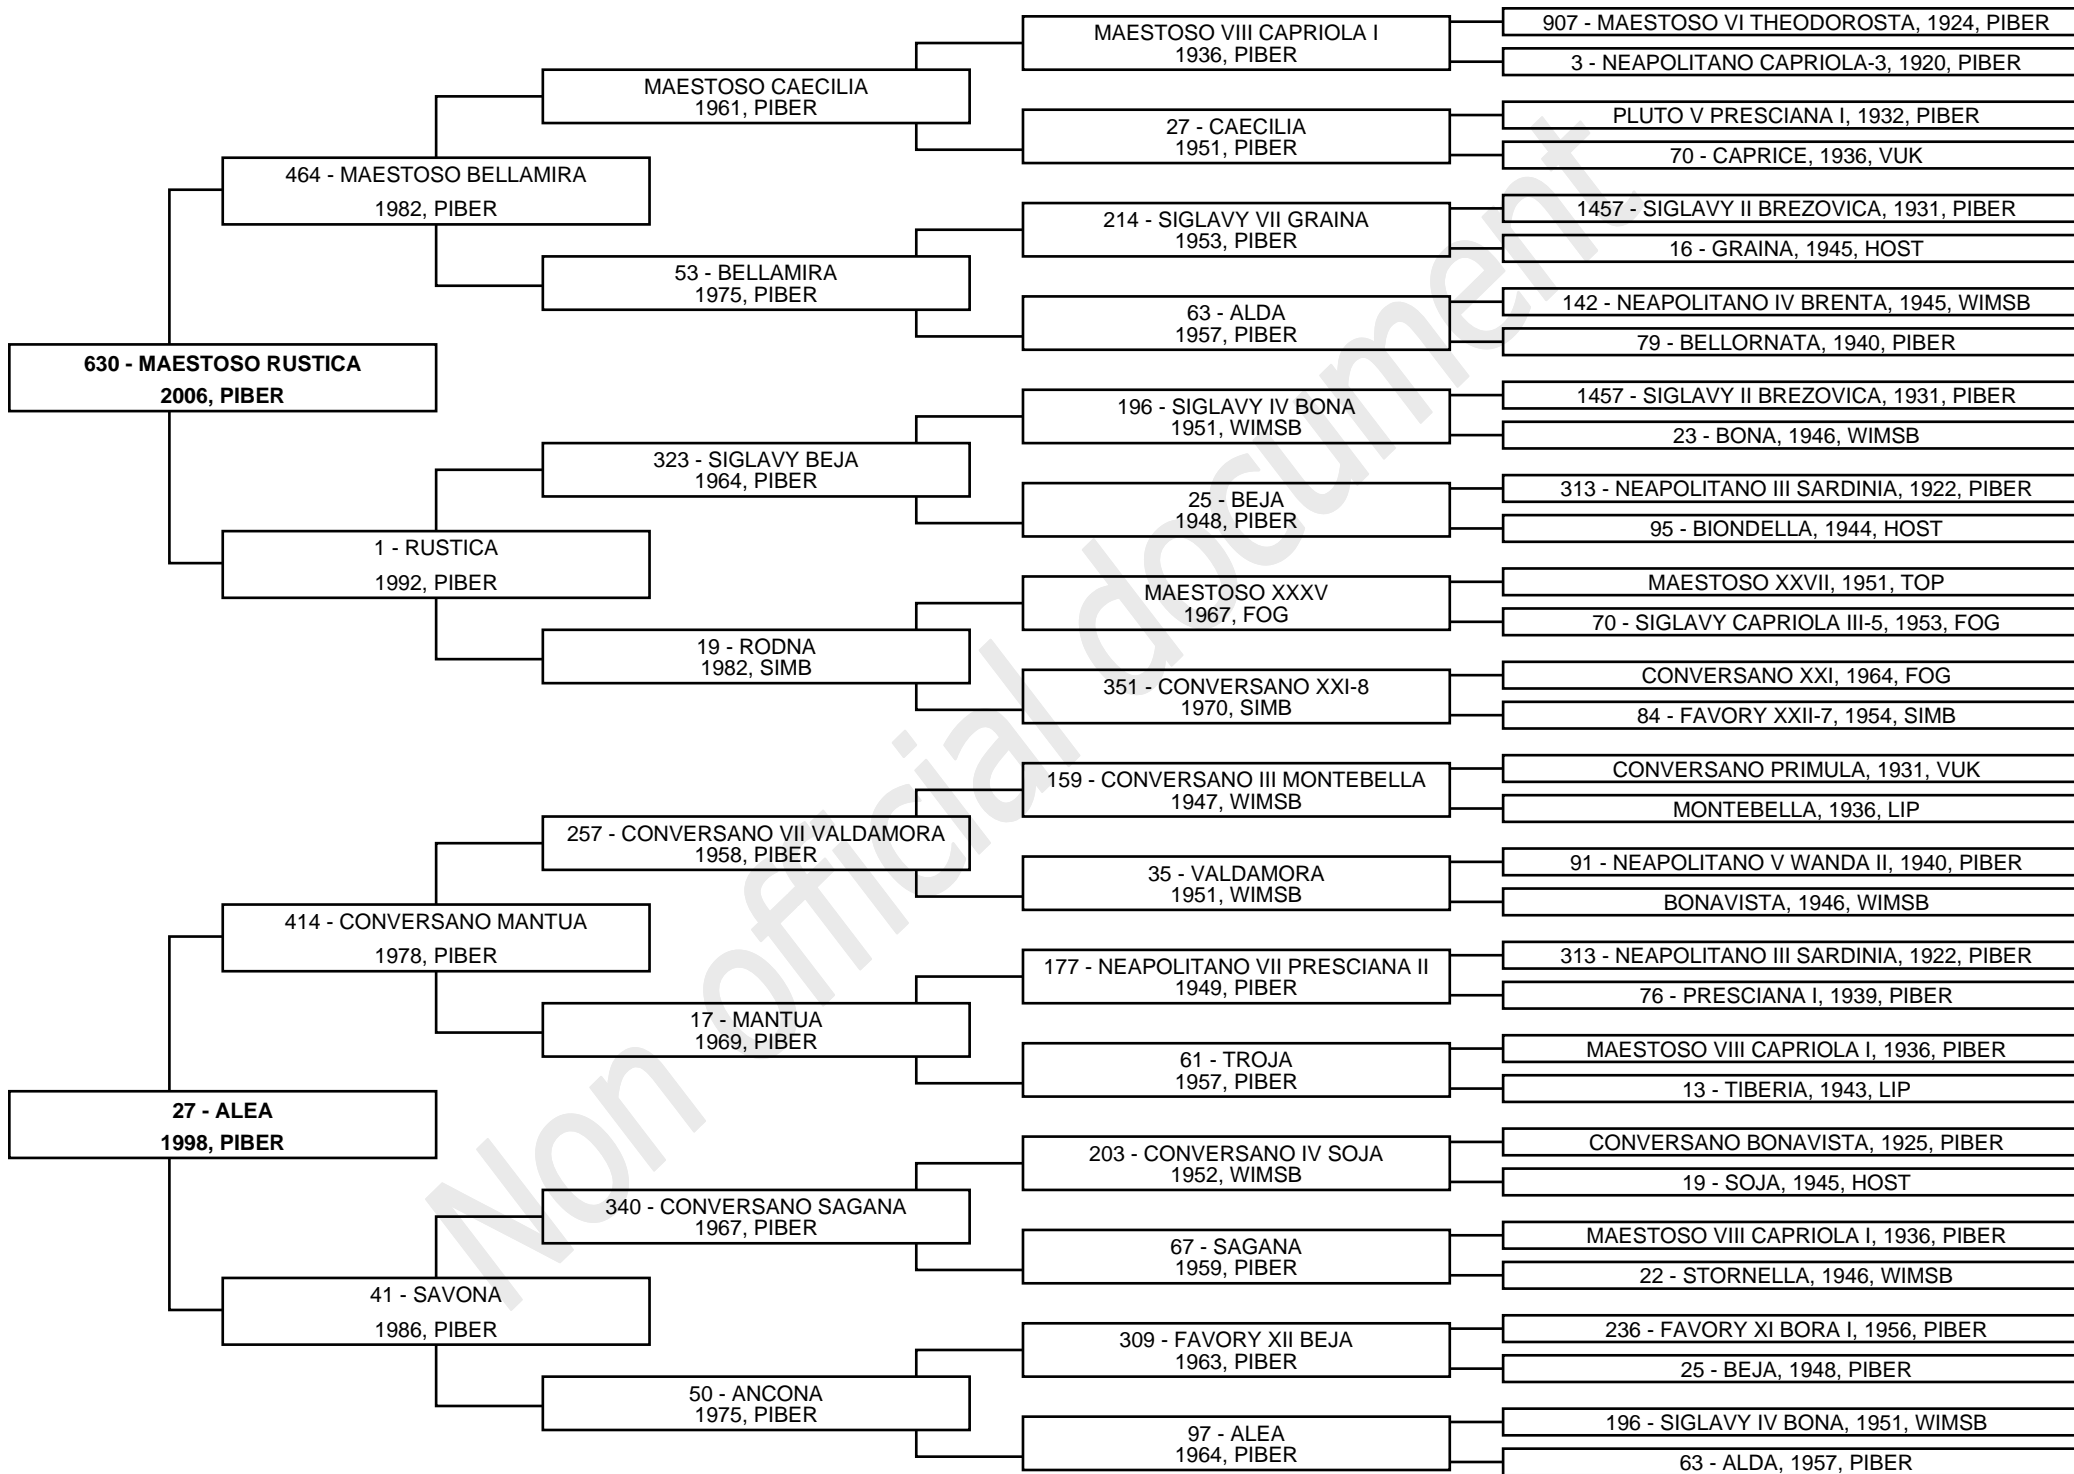 630 - MAESTOSO RUSTICA
2006, PIBER
27 - ALEA
1998, PIBER
464 - MAESTOSO BELLAMIRA
1982, PIBER
1 - RUSTICA
1992, PIBER
414 - CONVERSANO MANTUA
1978, PIBER
41 - SAVONA
1986, PIBER
MAESTOSO CAECILIA
1961, PIBER
53 - BELLAMIRA
1975, PIBER
323 - SIGLAVY BEJA
1964, PIBER
19 - RODNA
1982, SIMB
257 - CONVERSANO VII VALDAMORA
1958, PIBER
17 - MANTUA
1969, PIBER
340 - CONVERSANO SAGANA
1967, PIBER
50 - ANCONA
1975, PIBER
MAESTOSO VIII CAPRIOLA I
1936, PIBER
27 - CAECILIA
1951, PIBER
214 - SIGLAVY VII GRAINA
1953, PIBER
63 - ALDA
1957, PIBER
196 - SIGLAVY IV BONA
1951, WIMSB
25 - BEJA
1948, PIBER
MAESTOSO XXXV
1967, FOG
351 - CONVERSANO XXI-8
1970, SIMB
159 - CONVERSANO III MONTEBELLA
1947, WIMSB
35 - VALDAMORA
1951, WIMSB
177 - NEAPOLITANO VII PRESCIANA II
1949, PIBER
61 - TROJA
1957, PIBER
203 - CONVERSANO IV SOJA
1952, WIMSB
67 - SAGANA
1959, PIBER
309 - FAVORY XII BEJA
1963, PIBER
97 - ALEA
1964, PIBER
907 - MAESTOSO VI THEODOROSTA, 1924, PIBER
3 - NEAPOLITANO CAPRIOLA-3, 1920, PIBER
PLUTO V PRESCIANA I, 1932, PIBER
70 - CAPRICE, 1936, VUK
1457 - SIGLAVY II BREZOVICA, 1931, PIBER
16 - GRAINA, 1945, HOST
142 - NEAPOLITANO IV BRENTA, 1945, WIMSB
79 - BELLORNATA, 1940, PIBER
1457 - SIGLAVY II BREZOVICA, 1931, PIBER
23 - BONA, 1946, WIMSB
313 - NEAPOLITANO III SARDINIA, 1922, PIBER
95 - BIONDELLA, 1944, HOST
MAESTOSO XXVII, 1951, TOP
70 - SIGLAVY CAPRIOLA III-5, 1953, FOG
CONVERSANO XXI, 1964, FOG
84 - FAVORY XXII-7, 1954, SIMB
CONVERSANO PRIMULA, 1931, VUK
MONTEBELLA, 1936, LIP
91 - NEAPOLITANO V WANDA II, 1940, PIBER
BONAVISTA, 1946, WIMSB
313 - NEAPOLITANO III SARDINIA, 1922, PIBER
76 - PRESCIANA I, 1939, PIBER
MAESTOSO VIII CAPRIOLA I, 1936, PIBER
13 - TIBERIA, 1943, LIP
CONVERSANO BONAVISTA, 1925, PIBER
19 - SOJA, 1945, HOST
MAESTOSO VIII CAPRIOLA I, 1936, PIBER
22 - STORNELLA, 1946, WIMSB
236 - FAVORY XI BORA I, 1956, PIBER
25 - BEJA, 1948, PIBER
196 - SIGLAVY IV BONA, 1951, WIMSB
63 - ALDA, 1957, PIBER
Non official document